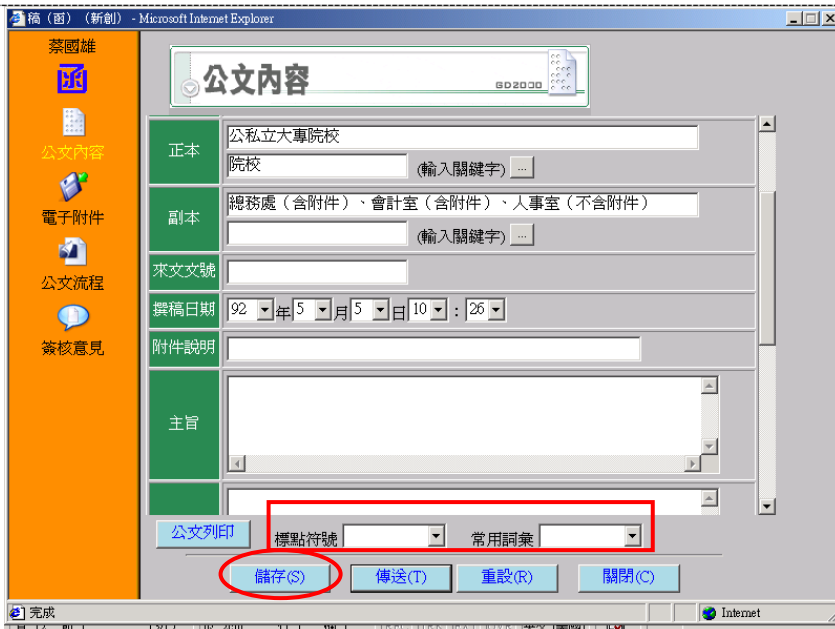 稿（函）（新創）- Microsoft Internet Explorer
蔡國雄
函
公文內容
電子附件
公文流程
簽核意見
公文內容
GD2000
正本
公私立大專院校
院校
(輸入關鍵字) ...
副本
總務處（含附件）、會計室（含附件）、人事室（不含附件）
(輸入關鍵字) ...
來文文號
撰稿日期
92 年 5 月 5 日 10 : 26
附件說明
主旨
公文列印
標點符號
常用詞彙
儲存(S)
傳送(T)
重設(R)
關閉(C)
完成
Internet